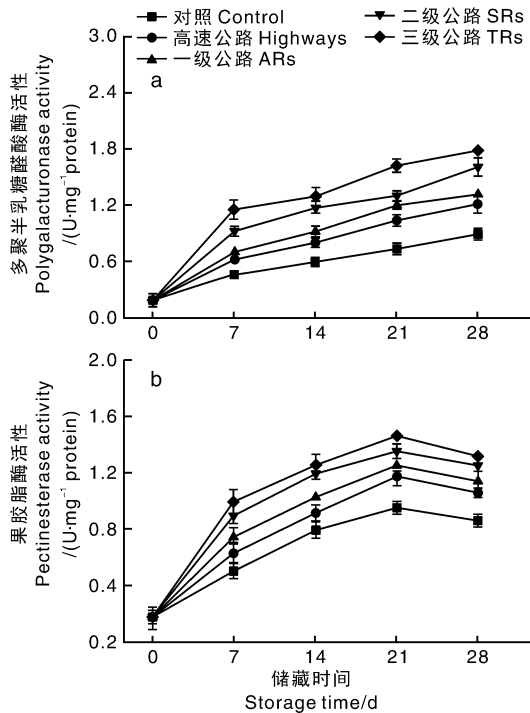 对照 Control
高速公路 Highways
一级公路 ARs
二级公路 SRs
三级公路 TRs
多聚半乳糖醛酸酶活性
Polygalacturonase activity
/(U·mg⁻¹protein)
a
3.0
2.4
1.8
1.2
0.6
0.0
0 7 14 21 28
果胶脂酶活性
Pectinesterase activity
/(U·mg⁻¹ protein)
b
2.0
1.6
1.2
0.8
0.4
0.2
0 7 14 21 28
储藏时间
Storage time/d